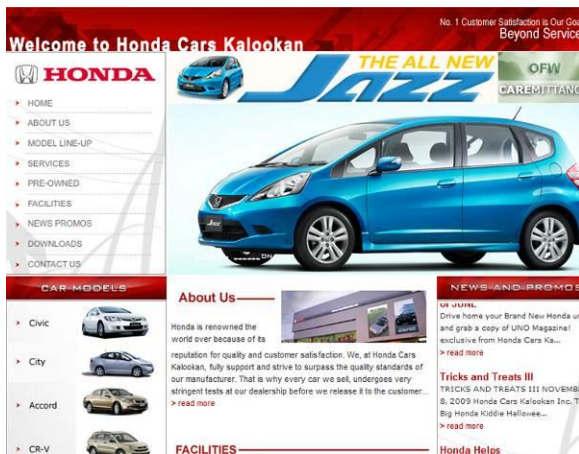 No. 1 Customer Satisfaction is Our Goa
Beyond Service
Welcome to Honda Cars Kalookan
HONDA
THE ALL NEW
JAZZ
OFW
CAREMITTANC
HOME
ABOUT US
MODEL LINE-UP
SERVICES
PRE-OWNED
FACILITIES
NEWS PROMOS
DOWNLOADS
CONTACT US
CAR MODELS
Civic
City
Accord
CR-V
About Us
Honda is renowned the
world over because of its
reputation for quality and customer satisfaction. We, at Honda Cars
Kalookan, fully support and strive to surpass the quality standards of
our manufacturer. That is why every car we sell, undergoes very
stringent tests at our dealership before we release it to the customer...
> read more
FACILITIES
NEWS AND PROMOS
OF JUNE
Drive home your Brand New Honda un
and grab a copy of UNO Magazine!
exclusive from Honda Cars Ka...
> read more
Tricks and Treats III
TRICKS AND TREATS III NOVEMBE
8, 2009 Honda Cars Kalookan Inc. T
Big Honda Kiddie Hallowee...
> read more
Honda Helps